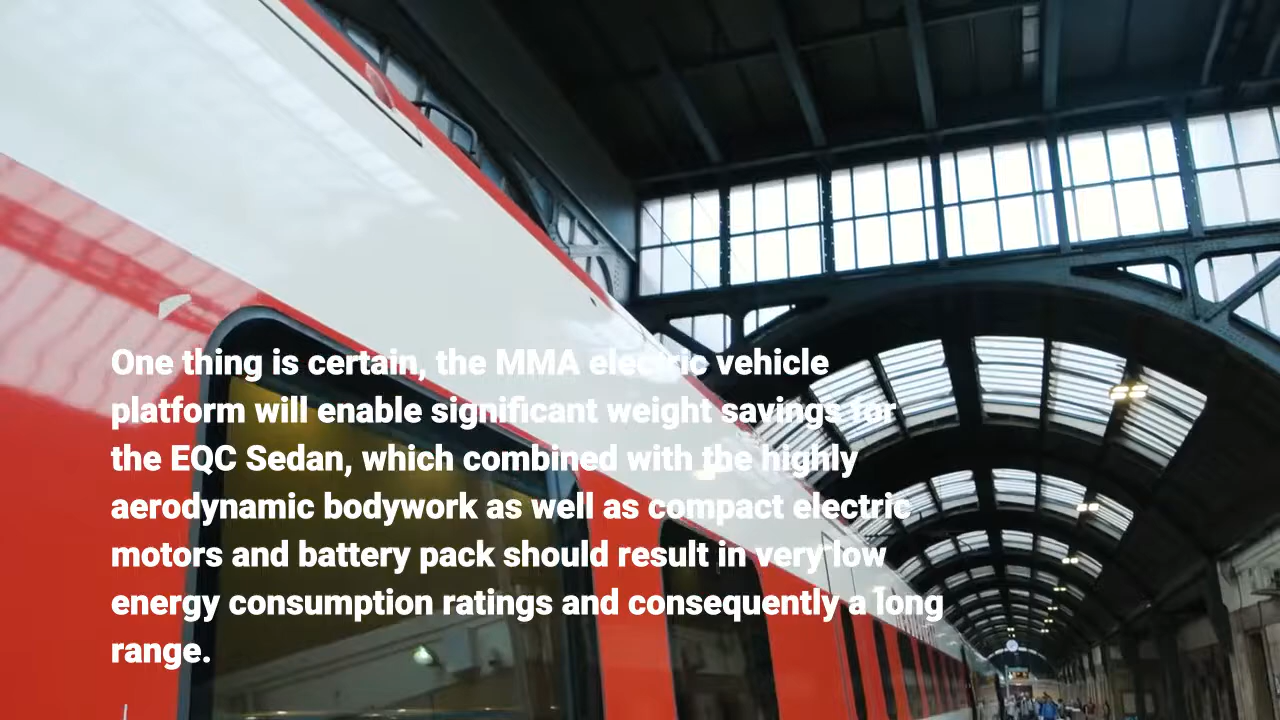 One thing is certain, the MMA electric vehicle
platform will enable significant weight savings for
the EQC Sedan, which combined with the highly
aerodynamic bodywork as well as compact electric
motors and battery pack should result in very low
energy consumption ratings and consequently a long
range.